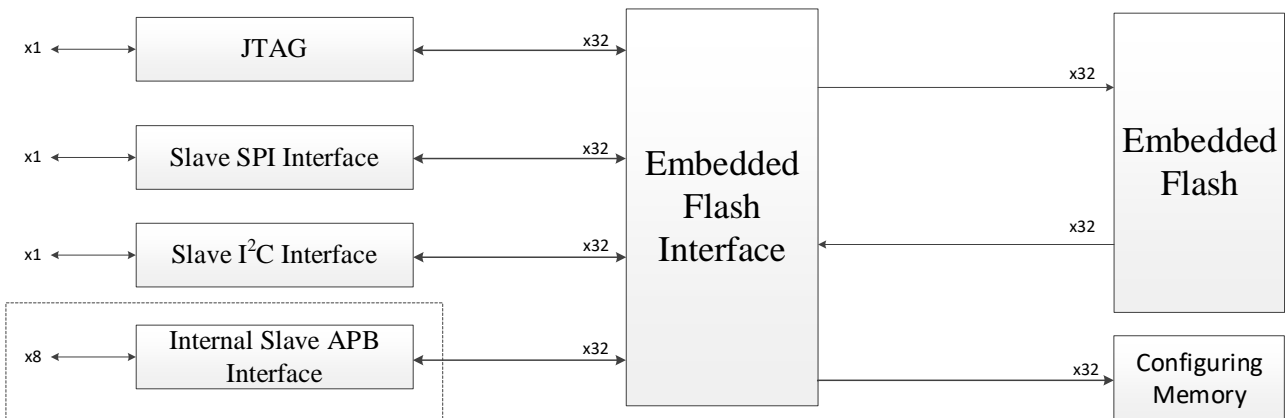 x1
JTAG
x32
x1
Slave SPI Interface
x32
x1
Slave I²C Interface
x32
x8
Internal Slave APB
Interface
x32
Embedded
Flash
Interface
x32
x32
x32
Embedded
Flash
Configuring
Memory